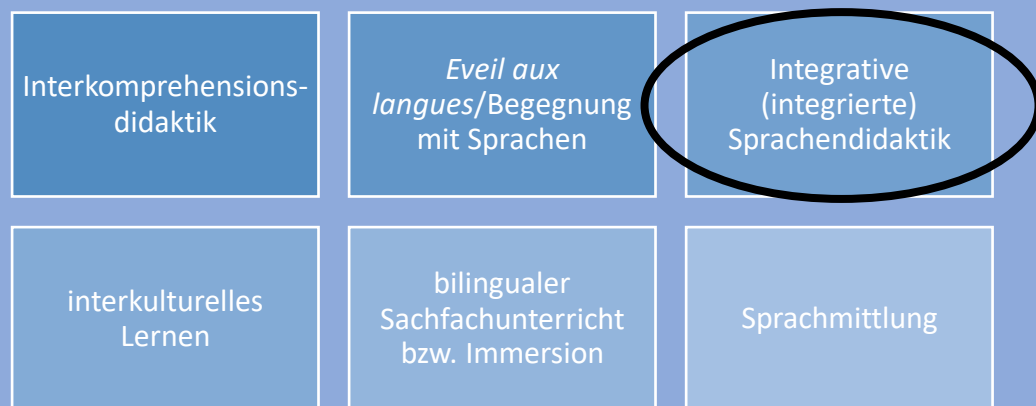 Interkomprehensions-
didaktik
Eveil aux
langues/Begegnung
mit Sprachen
Integrative
(integrierte)
Sprachendidaktik
interkulturelles
Lernen
bilingualer
Sachfachunterricht
bzw. Immersion
Sprachmittlung